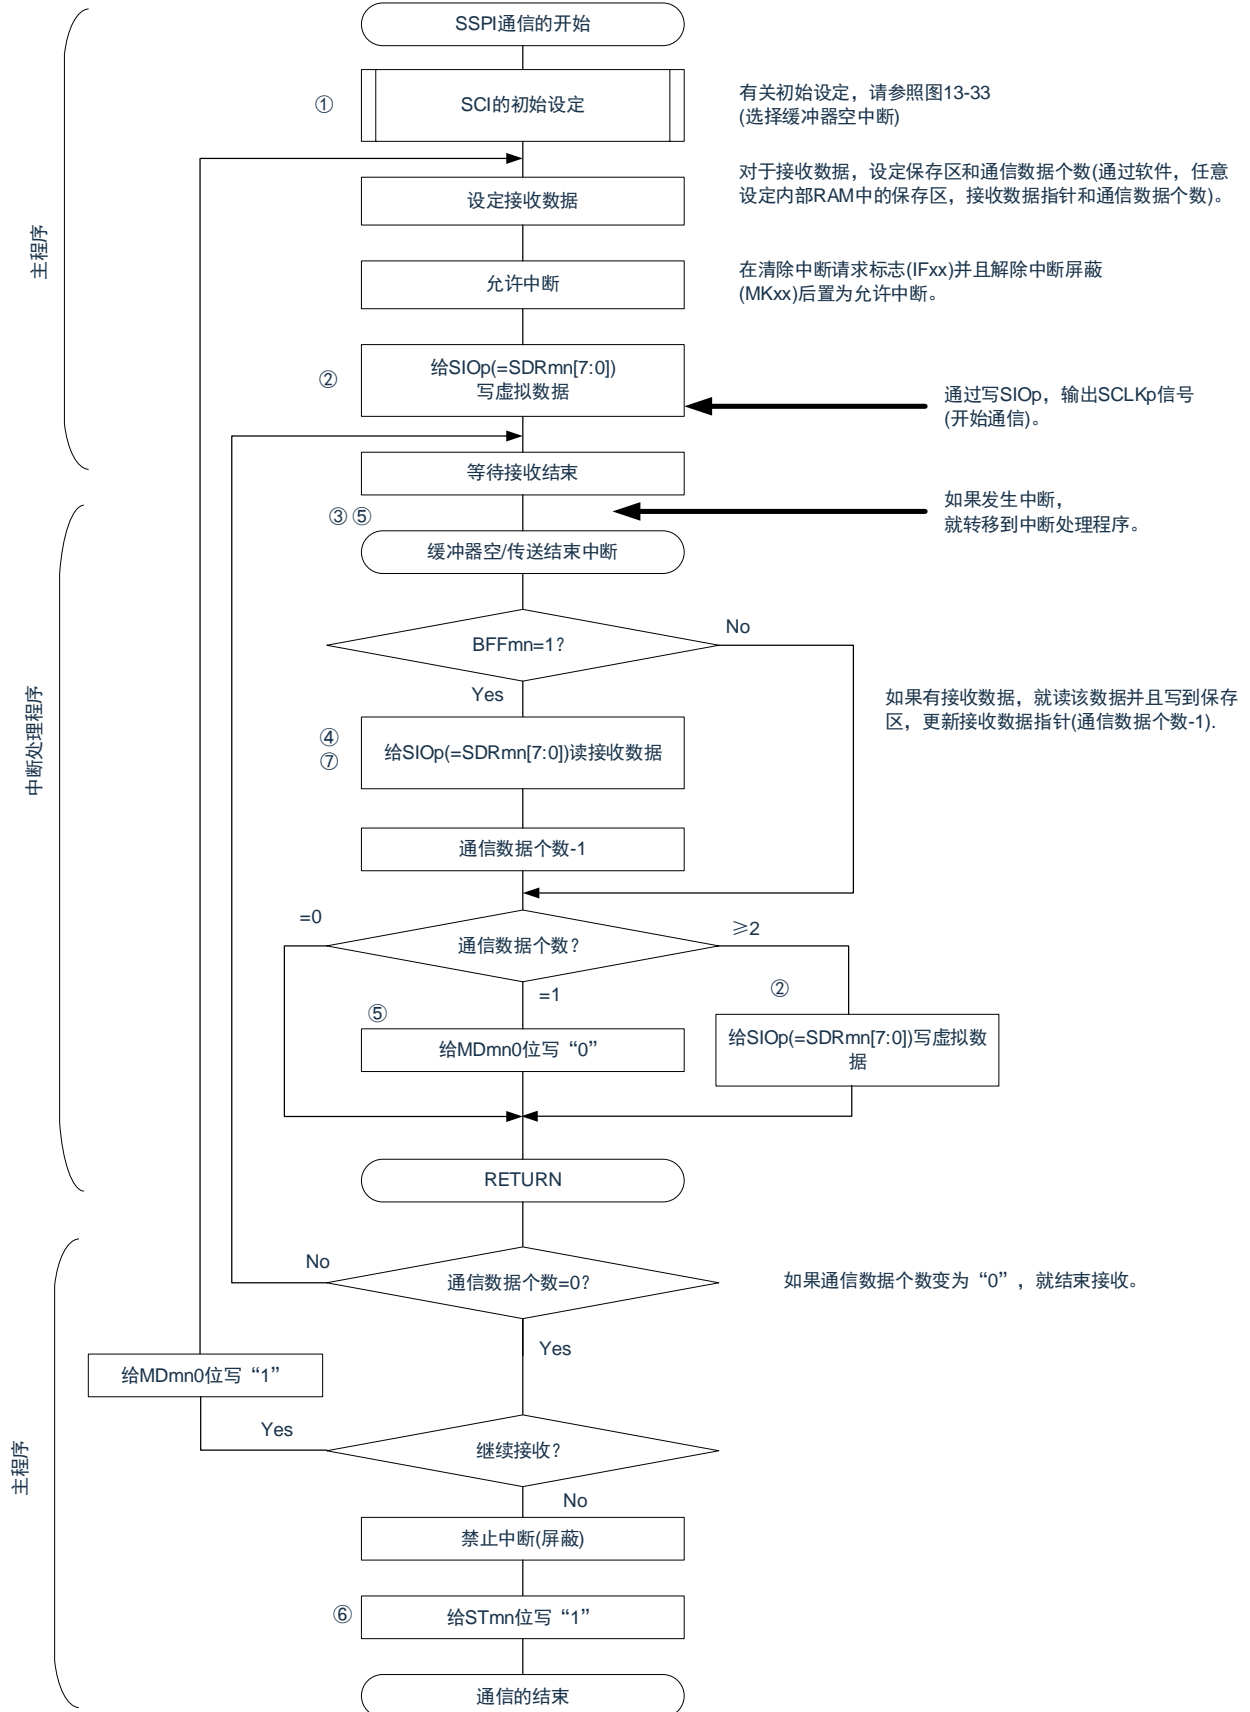 SSPI通信的开始
①
SCI的初始设定
有关初始设定，请参照图13-33
(选择缓冲器空中断)
设定接收数据
对于接收数据，设定保存区和通信数据个数(通过软件，任意
设定内部RAM中的保存区，接收数据指针和通信数据个数)。
主程序
允许中断
在清除中断请求标志(IFxx)并且解除中断屏蔽
(MKxx)后置为允许中断。
②
给SIOp(=SDRmn[7:0])
写虚拟数据
通过写SIOp，输出SCLKp信号
(开始通信)。
等待接收结束
如果发生中断，
就转移到中断处理程序。
③⑤
缓冲器空/传送结束中断
BFFmn=1?
No
Yes
中断处理程序
如果有接收数据，就读该数据并且写到保存
区，更新接收数据指针(通信数据个数-1).
④
⑦
给SIOp(=SDRmn[7:0])读接收数据
通信数据个数-1
=0
通信数据个数?
≥2
=1
②
⑤
给MDmn0位写“0”
给SIOp(=SDRmn[7:0])写虚拟数
据
RETURN
No
通信数据个数=0?
如果通信数据个数变为“0”，就结束接收。
Yes
给MDmn0位写“1”
Yes
继续接收?
主程序
No
禁止中断(屏蔽)
⑥
给STmn位写“1”
通信的结束